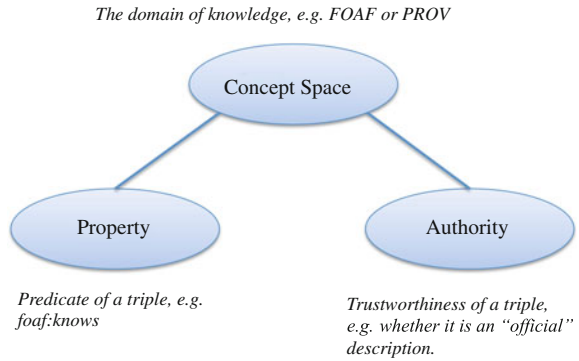 The domain of knowledge, e.g. FOAF or PROV
Concept Space
Property
Authority
Predicate of a triple, e.g.
foaf:knows
Trustworthiness of a triple,
e.g. whether it is an “official”
description.